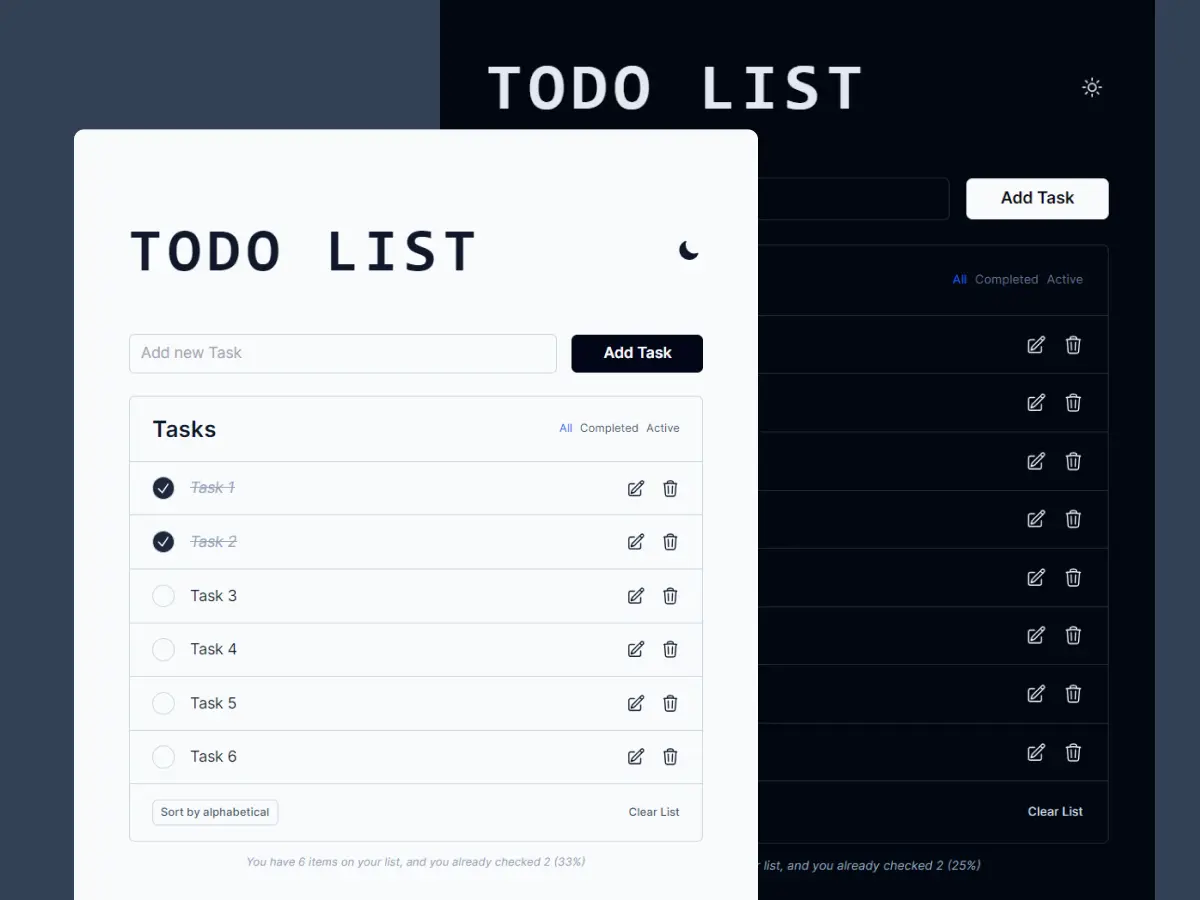 TODO LIST
Add Task
All Completed Active
Clear List
list, and you already checked 2 (25%)
TODO LIST
Add new Task
Add Task
Tasks
All Completed Active
Task 1
Task 2
Task 3
Task 4
Task 5
Task 6
Sort by alphabetical
Clear List
You have 6 items on your list, and you already checked 2 (33%)